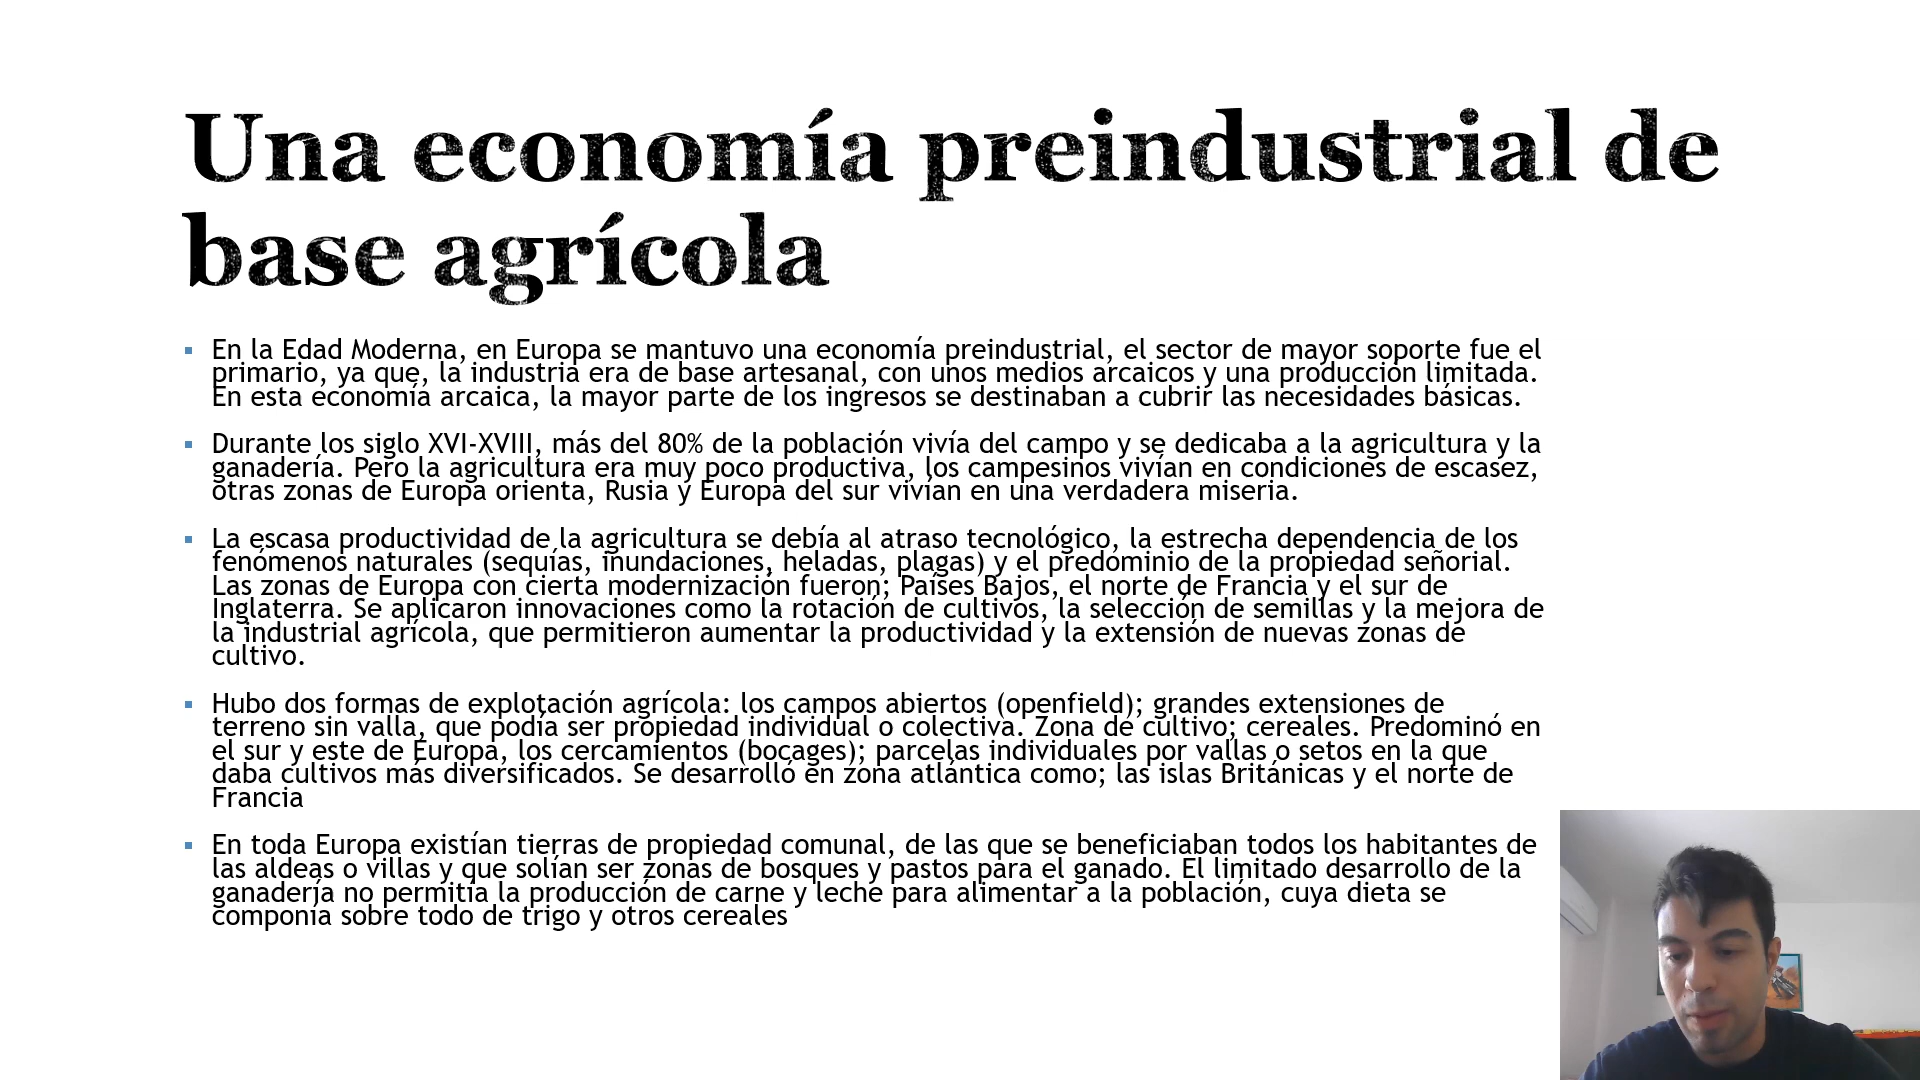 Una economía preindustrial de
base agrícola
En la Edad Moderna, en Europa se mantuvo una economía preindustrial, el sector de mayor soporte fue el
primario, ya que, la industria era de base artesanal, con unos medios arcaicos y una producción limitada.
En esta economía arcaica, la mayor parte de los ingresos se destinaban a cubrir las necesidades básicas.
Durante los siglo XVI-XVIII, más del 80% de la población vivía del campo y se dedicaba a la agricultura y la
ganadería. Pero la agricultura era muy poco productiva, los campesinos vivían en condiciones de escasez,
otras zonas de Europa orienta, Rusia y Europa del sur vivían en una verdadera miseria.
La escasa productividad de la agricultura se debía al atraso tecnológico, la estrecha dependencia de los
fenómenos naturales (sequías, inundaciones, heladas, plagas) y el predominio de la propiedad señorial.
Las zonas de Europa con cierta modernización fueron; Países Bajos, el norte de Francia y el sur de
Inglaterra. Se aplicaron innovaciones como la rotación de cultivos, la selección de semillas y la mejora de
la industrial agrícola, que permitieron aumentar la productividad y la extensión de nuevas zonas de
cultivo.
Hubo dos formas de explotación agrícola: los campos abiertos (openfield); grandes extensiones de
terreno sin valla, que podía ser propiedad individual o colectiva. Zona de cultivo; cereales. Predominó en
el sur y este de Europa, los cercamientos (bocages); parcelas individuales por vallas o setos en la que
daba cultivos más diversificados. Se desarrolló en zona atlántica como; las islas Británicas y el norte de
Francia
En toda Europa existían tierras de propiedad comunal, de las que se beneficiaban todos los habitantes de
las aldeas o villas y que solían ser zonas de bosques y pastos para el ganado. El limitado desarrollo de la
ganadería no permitía la producción de carne y leche para alimentar a la población, cuya dieta se
componía sobre todo de trigo y otros cereales